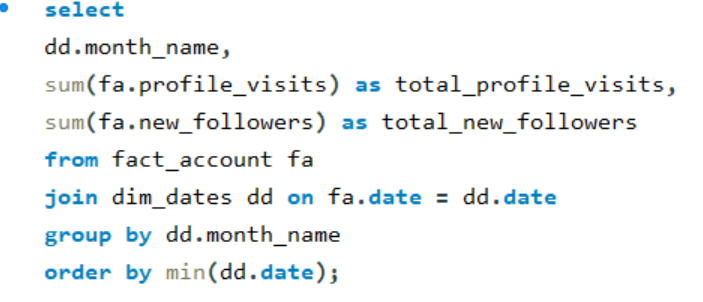 select
dd.month_name,
sum(fa.profile_visits) as total_profile_visits,
sum(fa.new_followers) as total_new_followers
from fact_account fa
join dim_dates dd on fa.date = dd.date
group by dd.month_name
order by min(dd.date);